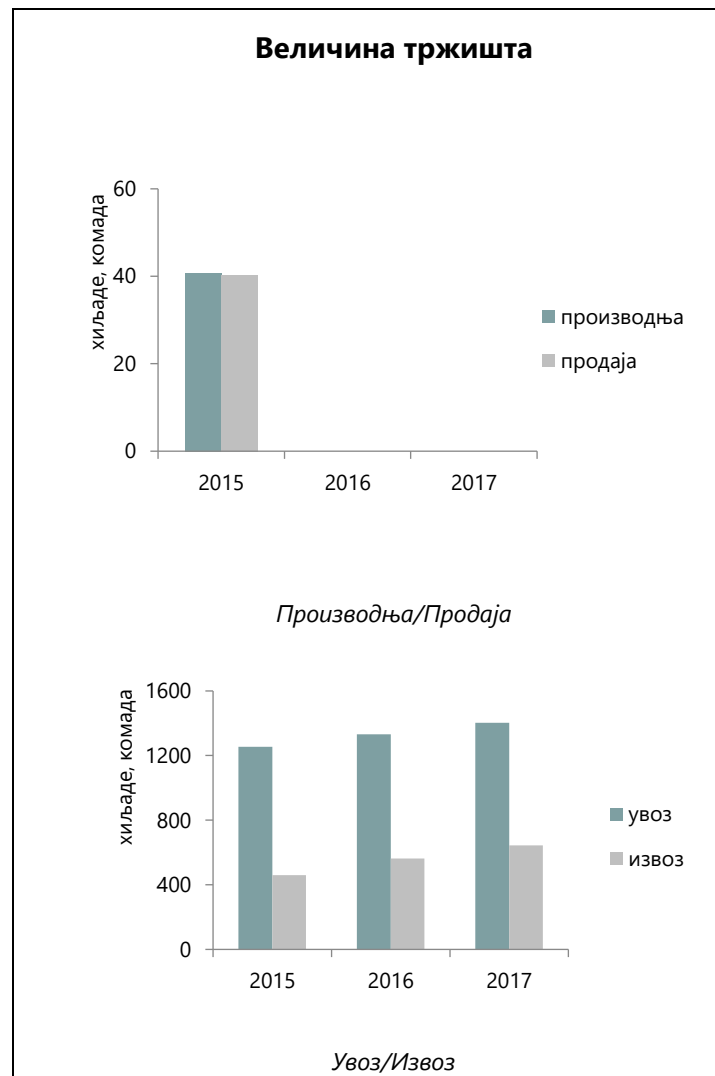 Величина тржишта
хиљаде, комада
60
40
20
0
2015 2016 2017
производња
продаја
Производња/Продаја
хиљаде, комада
1600
1200
800
400
0
2015 2016 2017
увоз
извоз
Увоз/Извоз